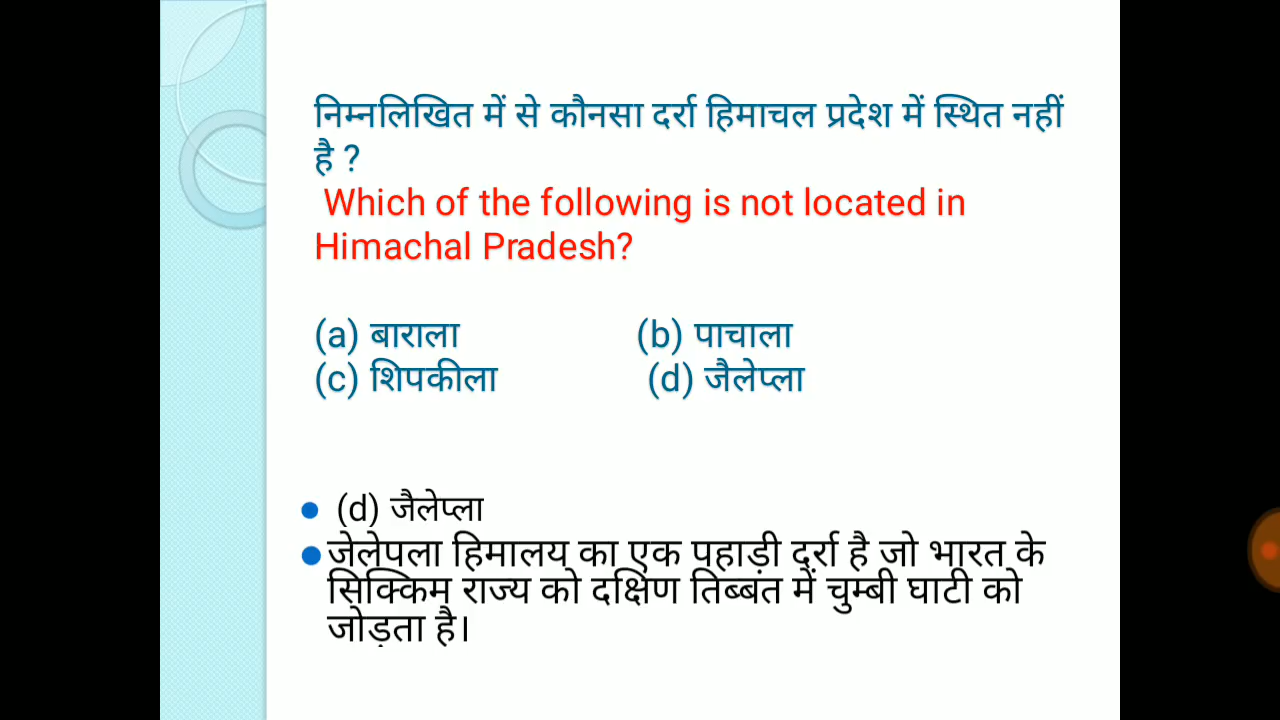 निम्नलिखित में से कौनसा दर्रा हिमाचल प्रदेश में स्थित नहीं
है ?
Which of the following is not located in
Himachal Pradesh?
(a) बाराला (b) पाचाला
(c) शिपकीला (d) जैलेप्ला
(d) जैलेप्ला
जेलेपला हिमालय का एक पहाड़ी दर्रा है जो भारत के
सिक्किम राज्य को दक्षिण तिब्बत में चुम्बी घाटी को
जोड़ता है।